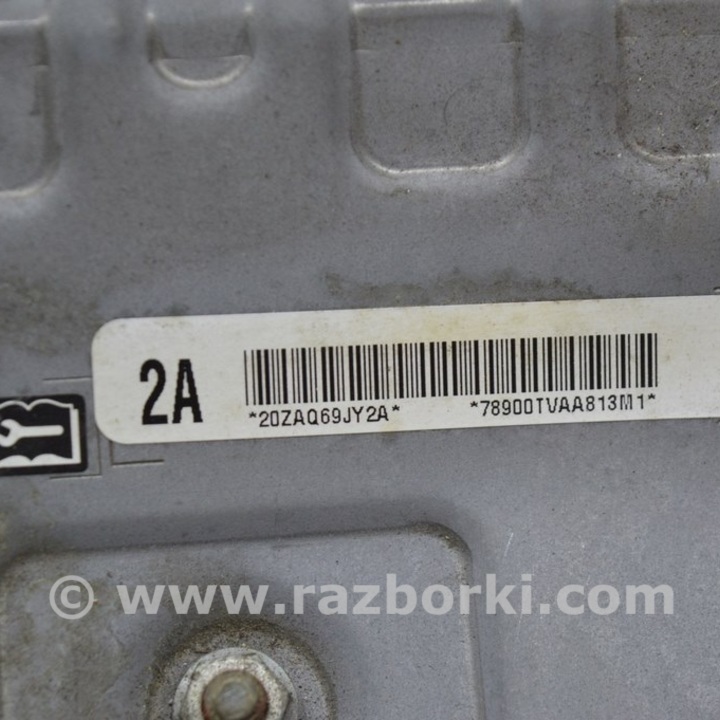 2A
*20ZAQ69JY2A* *78900TVAA813M1*
© www.razborki.com